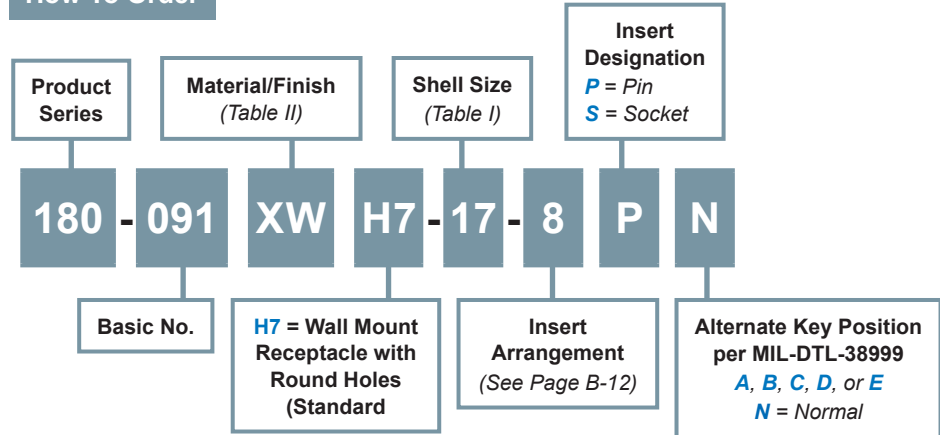 How To Order
Product
Series
Material/Finish
(Table II)
Shell Size
(Table I)
Insert
Designation
P = Pin
S = Socket
180 - 091 XW H7 - 17 - 8 P N
Basic No.
H7 = Wall Mount
Receptacle with
Round Holes
(Standard
Insert
Arrangement
(See Page B-12)
Alternate Key Position
per MIL-DTL-38999
A, B, C, D, or E
N = Normal